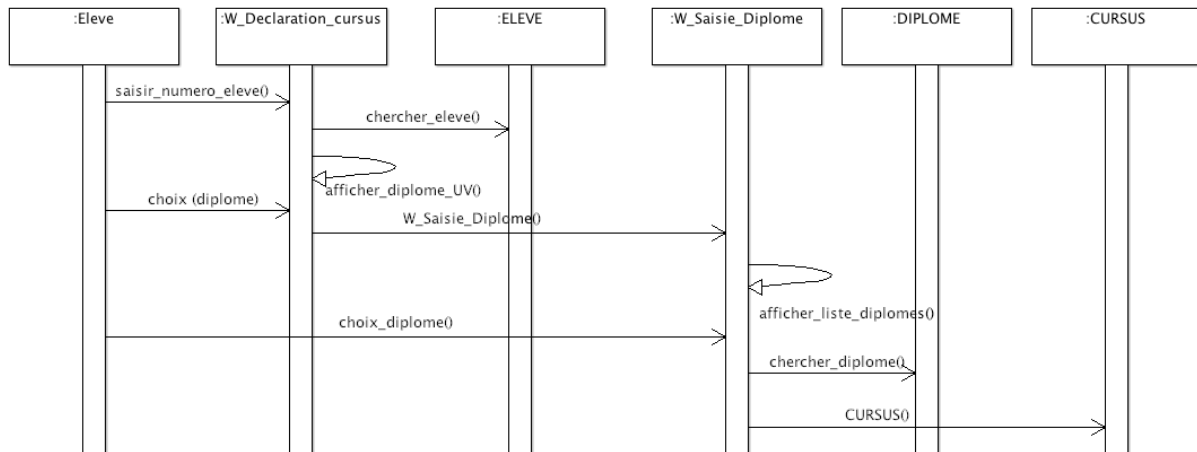 :Eleve
:W_Declaration_cursus
:ELEVE
:W_Saisie_Diplome
:DIPLOME
:CURSUS
saisir_numero_eleve()
chercher_eleve()
afficher_diplome_UV()
choix (diplome)
W_Saisie_Diplome()
afficher_liste_diplomes()
choix_diplome()
chercher_diplome()
CURSUS()